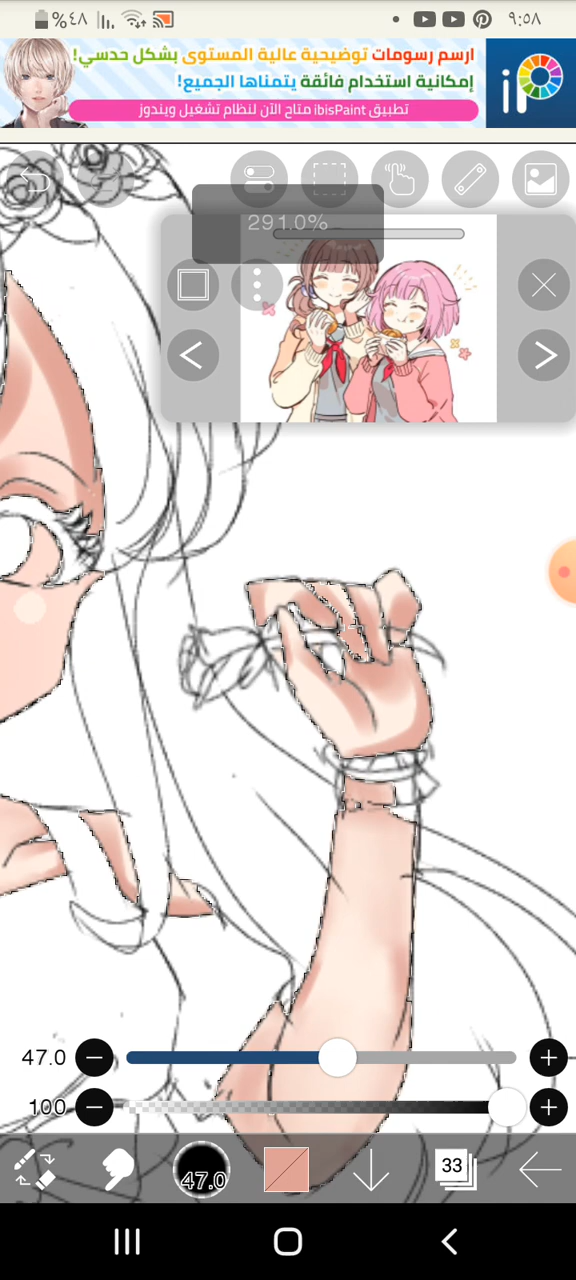 %٤٨ ٩:٥٨
ارسم رسومات توضيحية عالية المستوى بشكل حدسي!
إمكانية استخدام فائقة يتمناها الجميع!
تطبيق ibisPaint متاح الآن لنظام تشغيل ويندوز
ip
291.0%
47.0
100
47.0
33